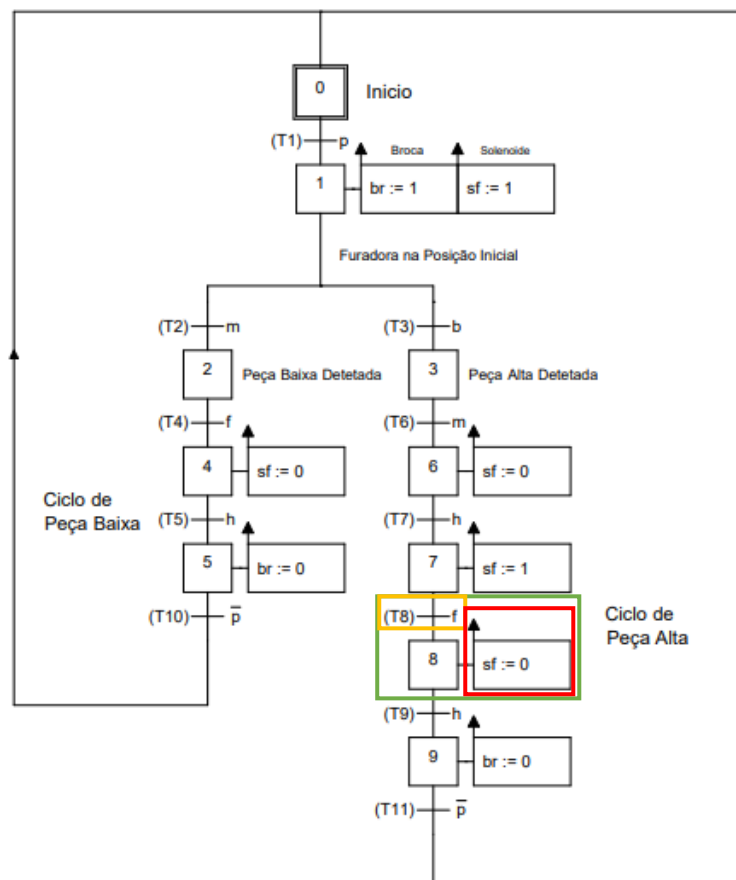 0
Inicio
(T1) p
Broca
Solenoide
1
br := 1
sf := 1
Furadora na Posição Inicial
(T2) m
(T3) b
2
Peça Baixa Detetada
3
Peça Alta Detetada
(T4) f
(T6) m
4
sf := 0
6
sf := 0
Ciclo de
Peça Baixa
(T5) h
(T7) h
5
br := 0
7
sf := 1
(T10) p̅
(T8) f
Ciclo de
Peça Alta
8
sf := 0
(T9) h
9
br := 0
(T11) p̅